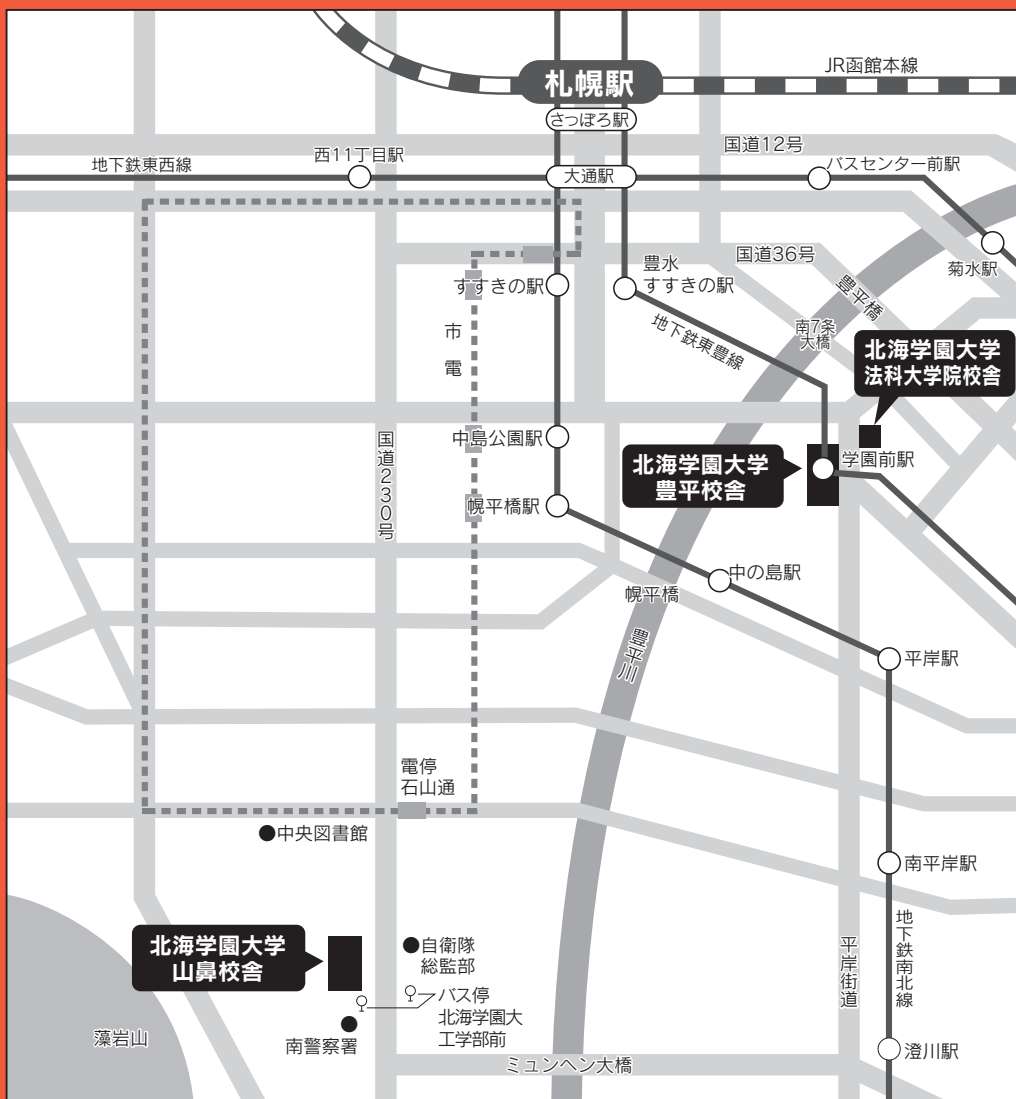 JR函館本線
札幌駅
さっぽろ駅
国道12号
地下鉄東西線
西11丁目駅
大通駅
バスセンター前駅
国道36号
菊水駅
豊平橋
豊水
すすきの駅
すすきの駅
地下鉄東豊線
南7条
大橋
市電
北海学園大学
法科大学院校舎
国道230号
中島公園駅
学園前駅
北海学園大学
豊平校舎
幌平橋駅
中の島駅
幌平橋
豊平川
平岸駅
電停
石山通
中央図書館
南平岸駅
北海学園大学
山鼻校舎
自衛隊
総監部
平岸街道
地下鉄南北線
バス停
北海学園大
工学部前
藻岩山
南警察署
ミュンヘン大橋
澄川駅